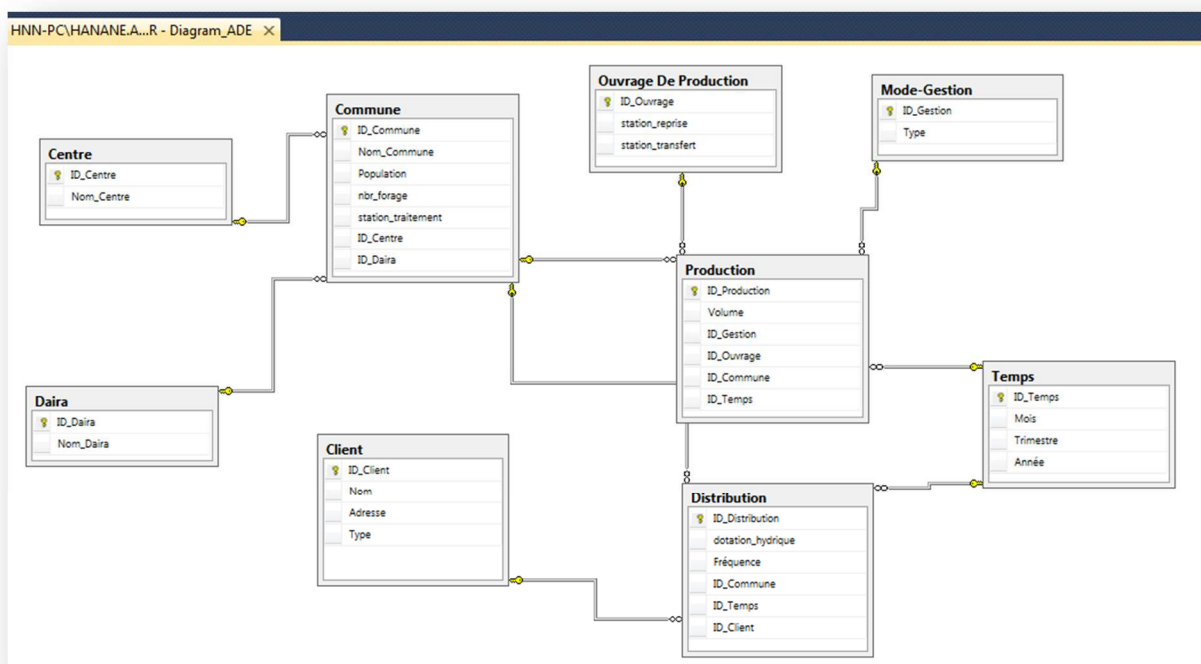 HNN-PC\HANANE.A...R - Diagram_ADE
Centre
ID_Centre
Nom_Centre
Commune
ID_Commune
Nom_Commune
Population
nbr_forage
station_traitement
ID_Centre
ID_Daira
Ouvrage De Production
ID_Ouvrage
station_reprise
station_transfert
Mode-Gestion
ID_Gestion
Type
Production
ID_Production
Volume
ID_Gestion
ID_Ouvrage
ID_Commune
ID_Temps
Temps
ID_Temps
Mois
Trimestre
Année
Daira
ID_Daira
Nom_Daira
Client
ID_Client
Nom
Adresse
Type
Distribution
ID_Distribution
dotation_hydrique
Fréquence
ID_Commune
ID_Temps
ID_Client